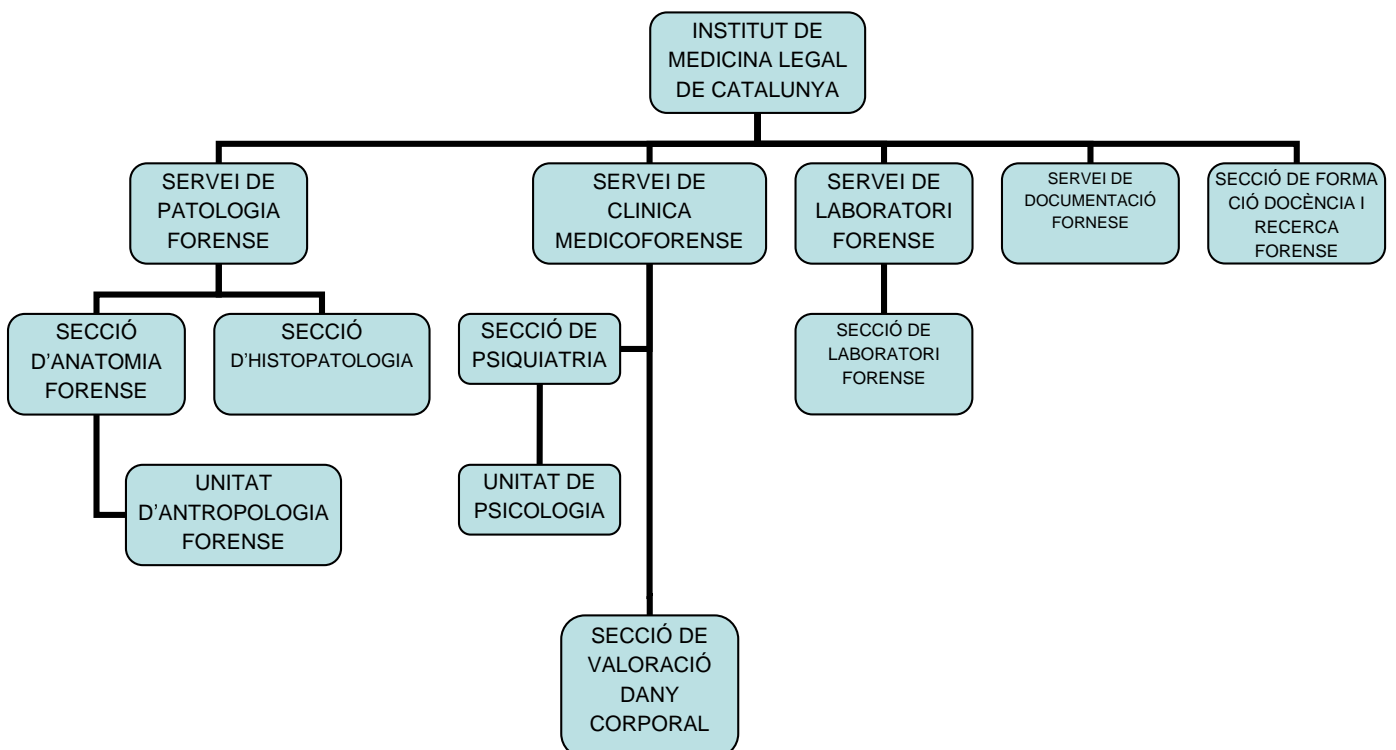 INSTITUT DE
MEDICINA LEGAL
DE CATALUNYA
SERVEI DE
PATOLOGIA
FORENSE
SERVEI DE
CLINICA
MEDICOFORENSE
SERVEI DE
LABORATORI
FORENSE
SERVEI DE
DOCUMENTACIÓ
FORNESE
SECCIÓ DE FORMA
CIÓ DOCÈNCIA I
RECERCA
FORENSE
SECCIÓ
D'ANATOMIA
FORENSE
SECCIÓ
D'HISTOPATOLOGIA
SECCIÓ DE
PSIQUIATRIA
SECCIÓ DE
LABORATORI
FORENSE
UNITAT
D'ANTROPOLOGIA
FORENSE
UNITAT DE
PSICOLOGIA
SECCIÓ DE
VALORACIÓ
DANY
CORPORAL